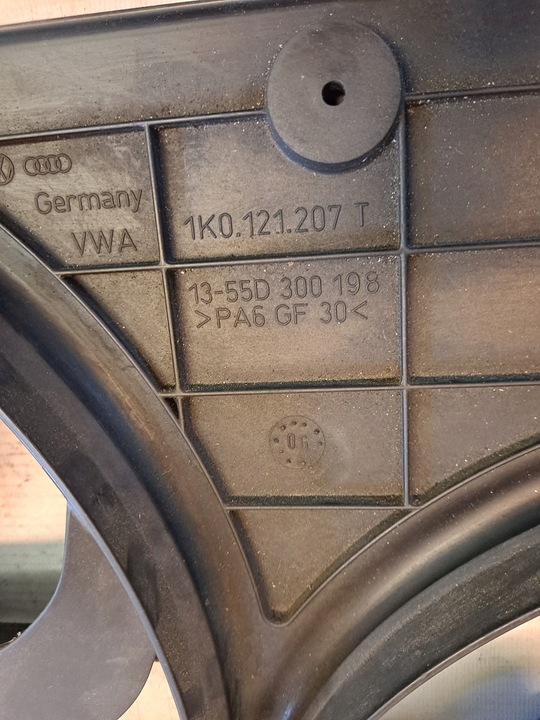 Germany
VWA
1K0.121.207 T
13-55D 300 198
>PA6 GF 30<